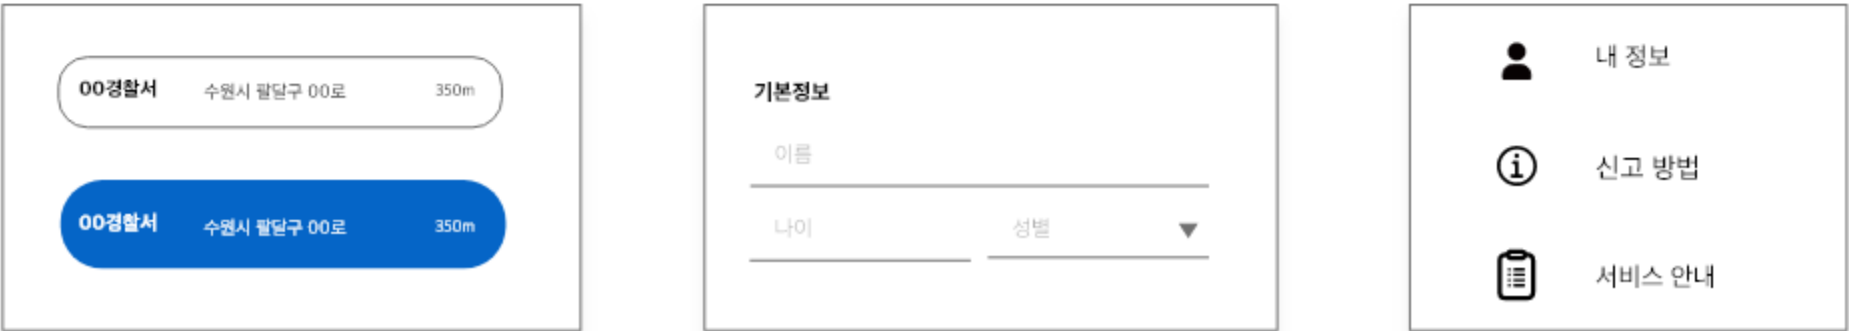 00경찰서 수원시 팔달구 00로 350m
00경찰서 수원시 팔달구 00로 350m
기본정보
이름
나이 성별
내 정보
신고 방법
서비스 안내